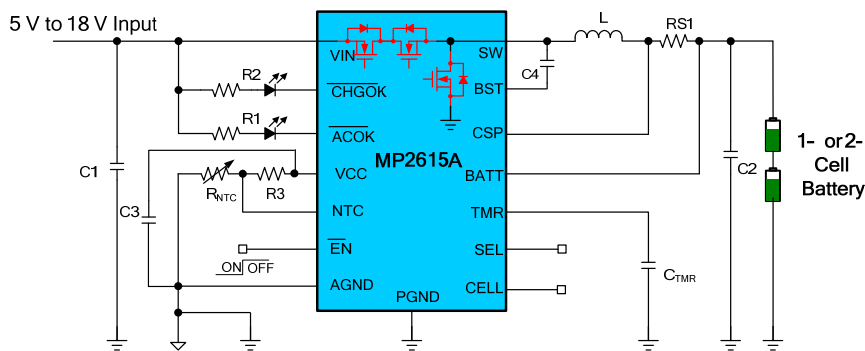 5 V to 18 V Input
L
RS1
VIN
SW
R2
C4
CHGOK
BST
R1
ACOK
CSP
MP2615A
1- or 2-
Cell
Battery
C1
VCC
BATT
C2
RNTC
R3
C3
NTC
TMR
EN
SEL
ON OFF
CTMR
AGND
CELL
PGND